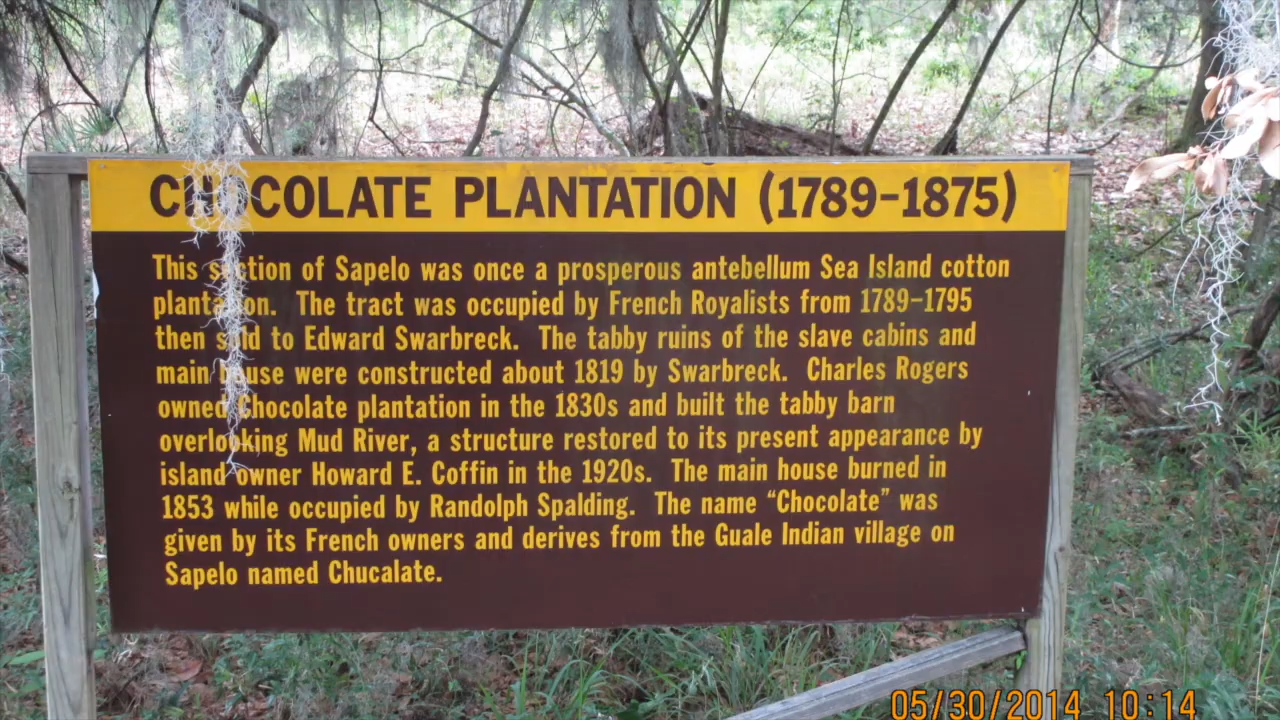 CHOCOLATE PLANTATION (1789-1875)
This section of Sapelo was once a prosperous antebellum Sea Island cotton
plantation. The tract was occupied by French Royalists from 1789-1795
then sold to Edward Swarbreck. The tabby ruins of the slave cabins and
main house were constructed about 1819 by Swarbreck. Charles Rogers
owned Chocolate plantation in the 1830s and built the tabby barn
overlooking Mud River, a structure restored to its present appearance by
island owner Howard E. Coffin in the 1920s. The main house burned in
1853 while occupied by Randolph Spalding. The name “Chocolate” was
given by its French owners and derives from the Guale Indian village on
Sapelo named Chucalate.
05/30/2014 10:14